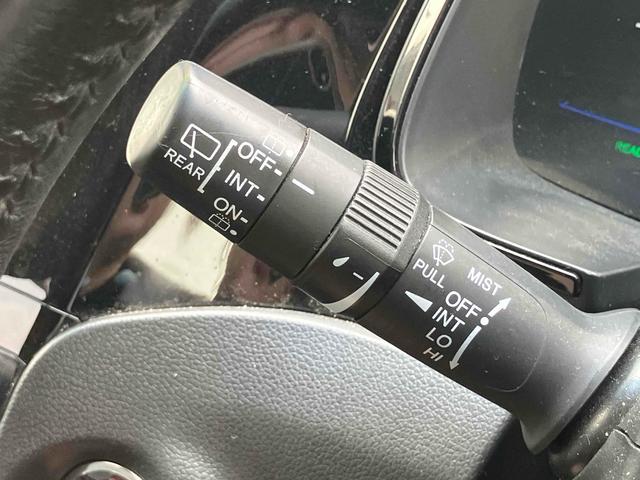 REAR
OFF
INT
ON
PULL
MIST
OFF
INT
LO
HI